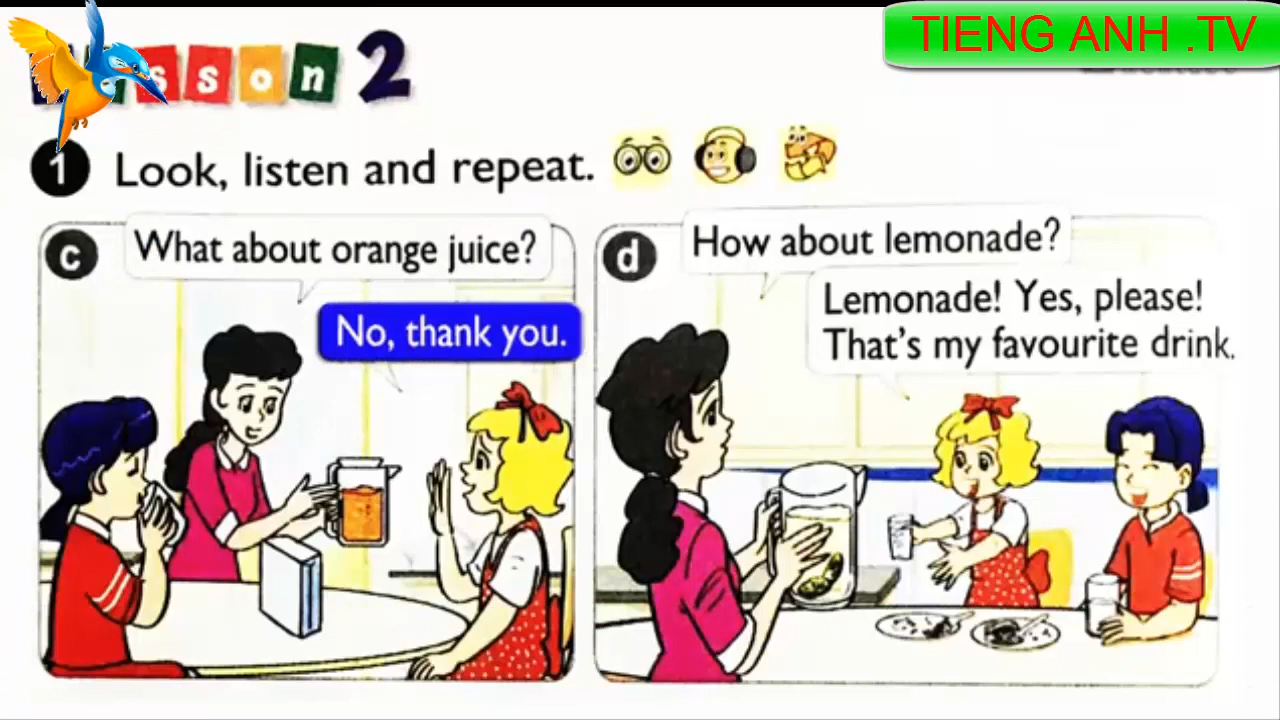 TIENG ANH .TV
Lesson 2
1 Look, listen and repeat.
c
What about orange juice?
No, thank you.
d
How about lemonade?
Lemonade! Yes, please!
That's my favourite drink.